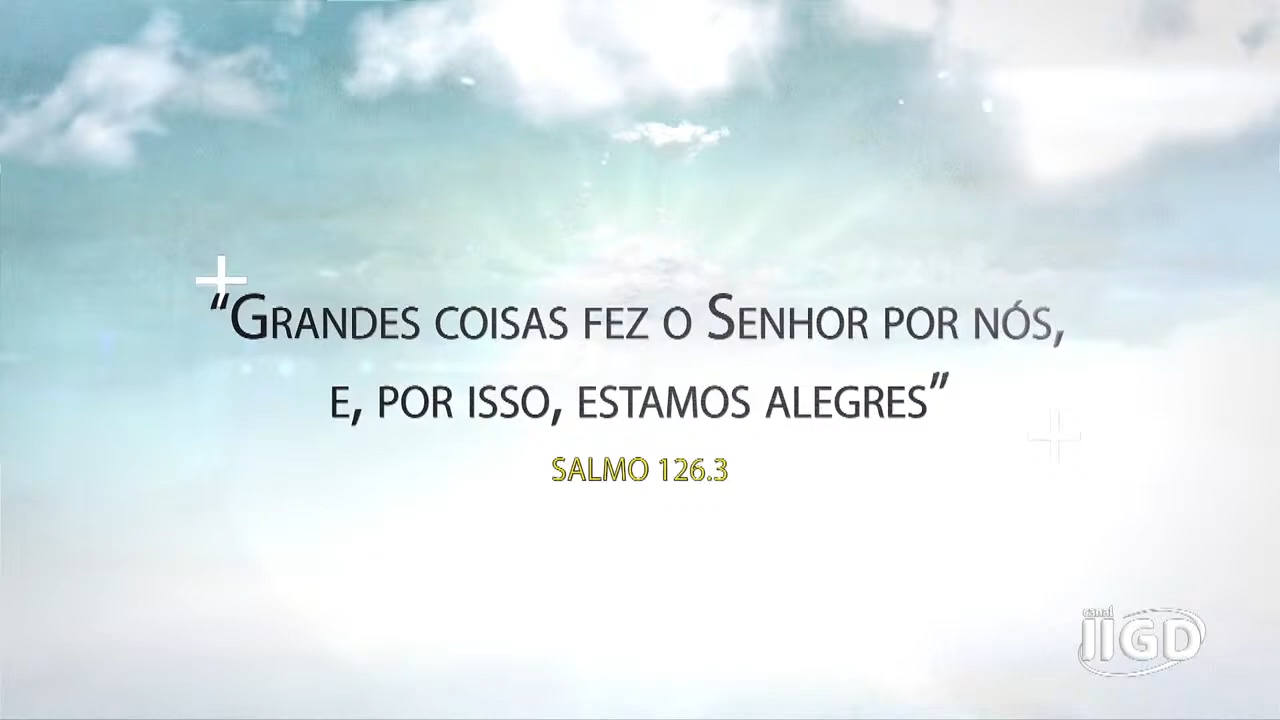 “Grandes coisas fez o Senhor por nós,
e, por isso, estamos alegres”
SALMO 126.3
canal
IIGD